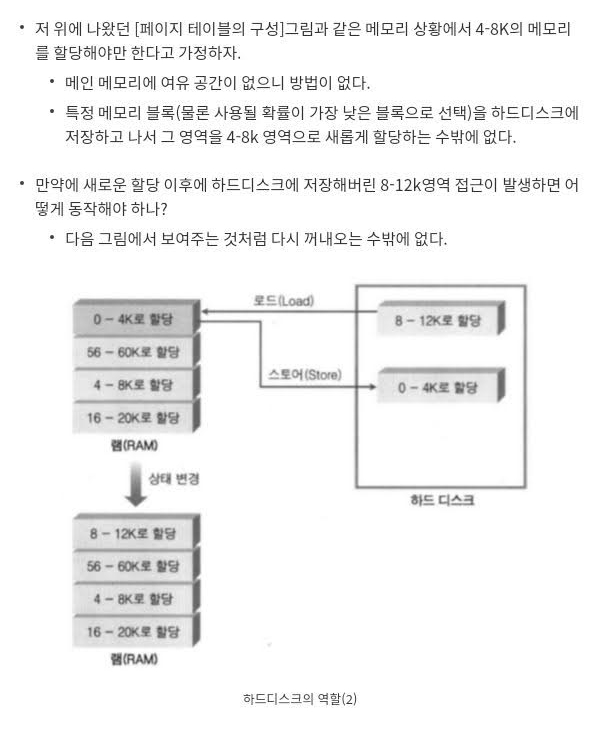 • 저 위에 나왔던 [페이지 테이블의 구성]그림과 같은 메모리 상황에서 4-8K의 메모리
를 할당해야만 한다고 가정하자.
• 메인 메모리에 여유 공간이 없으니 방법이 없다.
• 특정 메모리 블록(물론 사용될 확률이 가장 낮은 블록으로 선택)을 하드디스크에
저장하고 나서 그 영역을 4-8k 영역으로 새롭게 할당하는 수밖에 없다.
• 만약에 새로운 할당 이후에 하드디스크에 저장해버린 8-12k영역 접근이 발생하면 어
떻게 동작해야 하나?
• 다음 그림에서 보여주는 것처럼 다시 꺼내오는 수밖에 없다.
로드(Load)
0 – 4K로 할당
8 – 12K로 할당
56 – 60K로 할당
스토어(Store)
4 – 8K로 할당
0 – 4K로 할당
16 – 20K로 할당
램(RAM)
상태 변경
하드 디스크
8 – 12K로 할당
56 – 60K로 할당
4 – 8K로 할당
16 – 20K로 할당
램(RAM)
하드디스크의 역할(2)